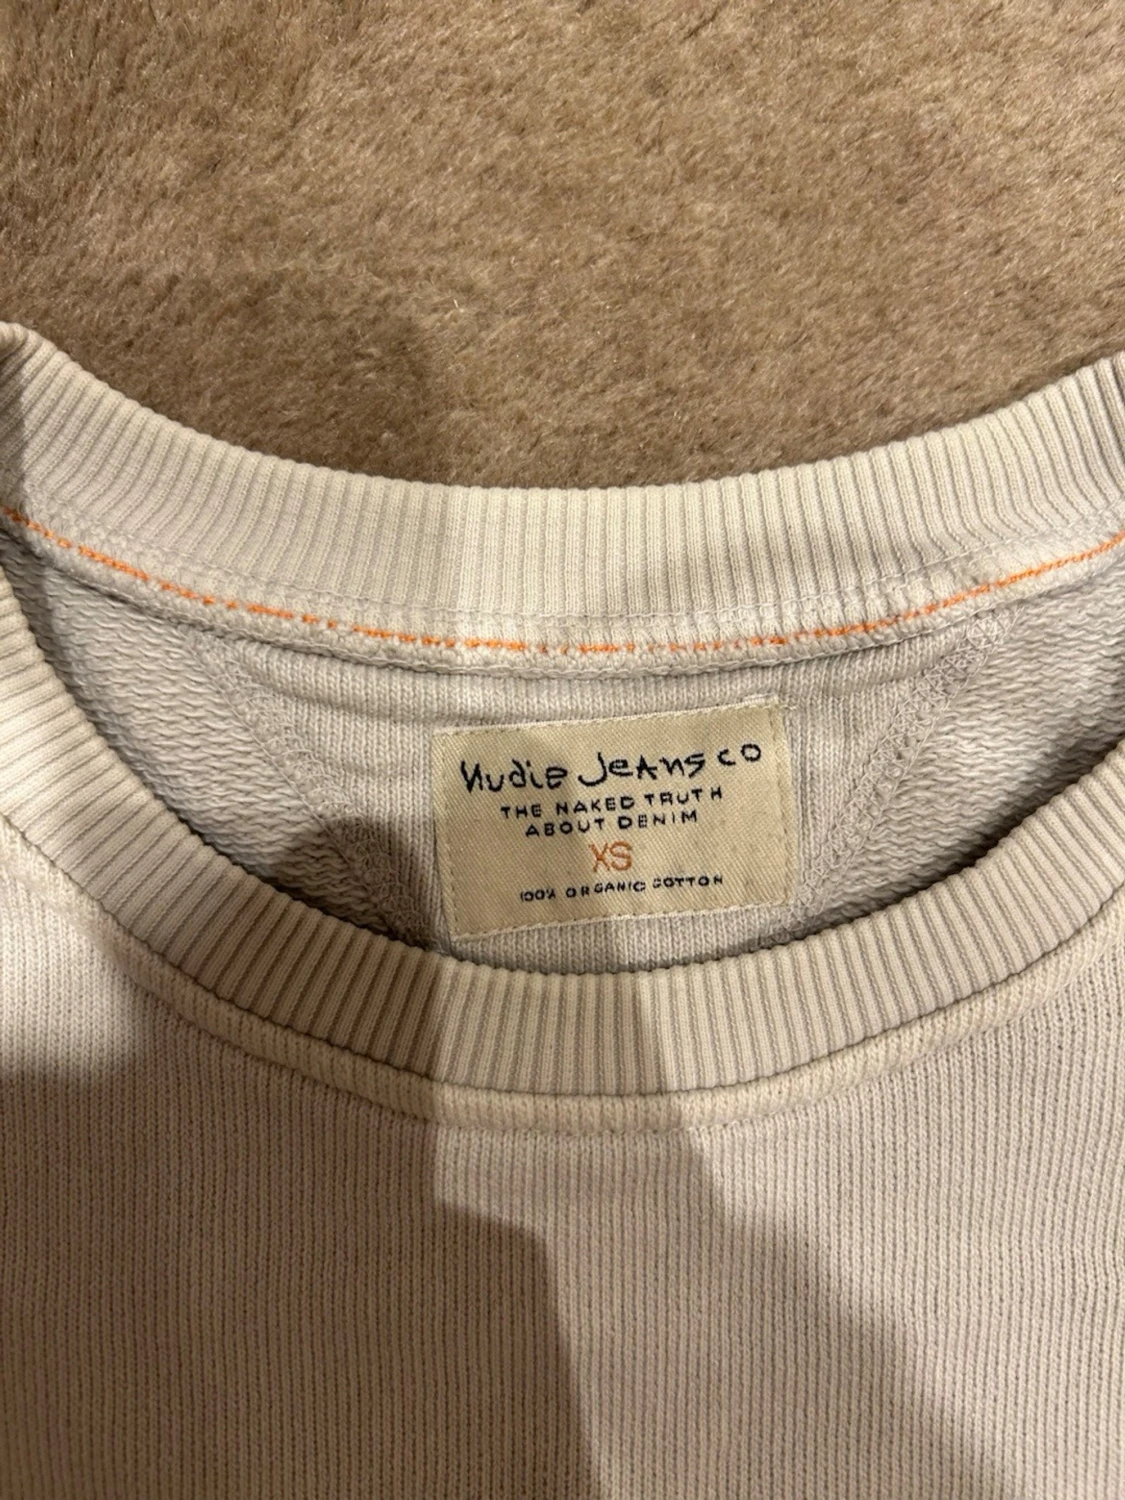 Nudie Jeans co
THE NAKED TRUTH
ABOUT DENIM
XS
100% ORGANIC COTTON